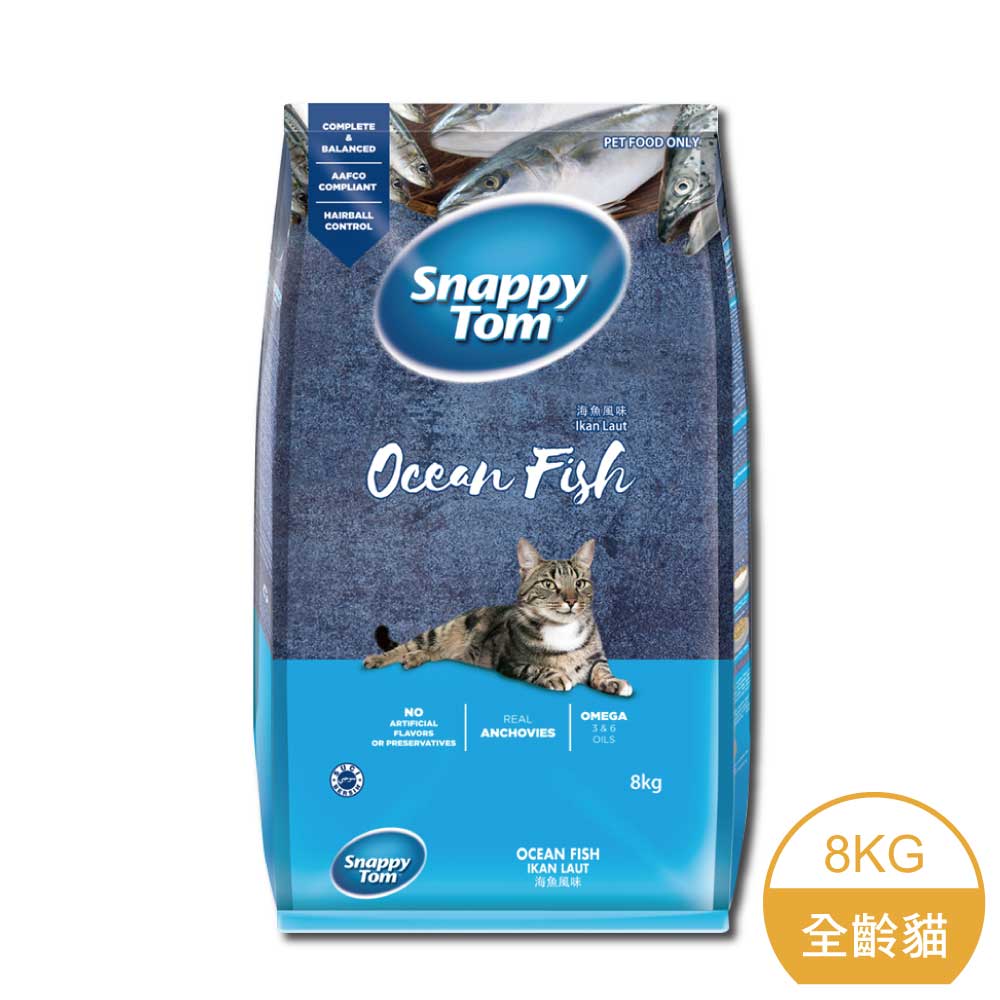 COMPLETE
&
BALANCED
AAFCO
COMPLIANT
HAIRBALL
CONTROL
PET FOOD ONLY
Snappy
Tom®
海魚風味
Ikan Laut
Ocean Fish
NO
ARTIFICIAL
FLAVORS
OR PRESERVATIVES
REAL
ANCHOVIES
OMEGA
3 & 6
OILS
SUCI
BERSIH
8kg
Snappy
Tom
OCEAN FISH
IKAN LAUT
海魚風味
8KG
全齡貓